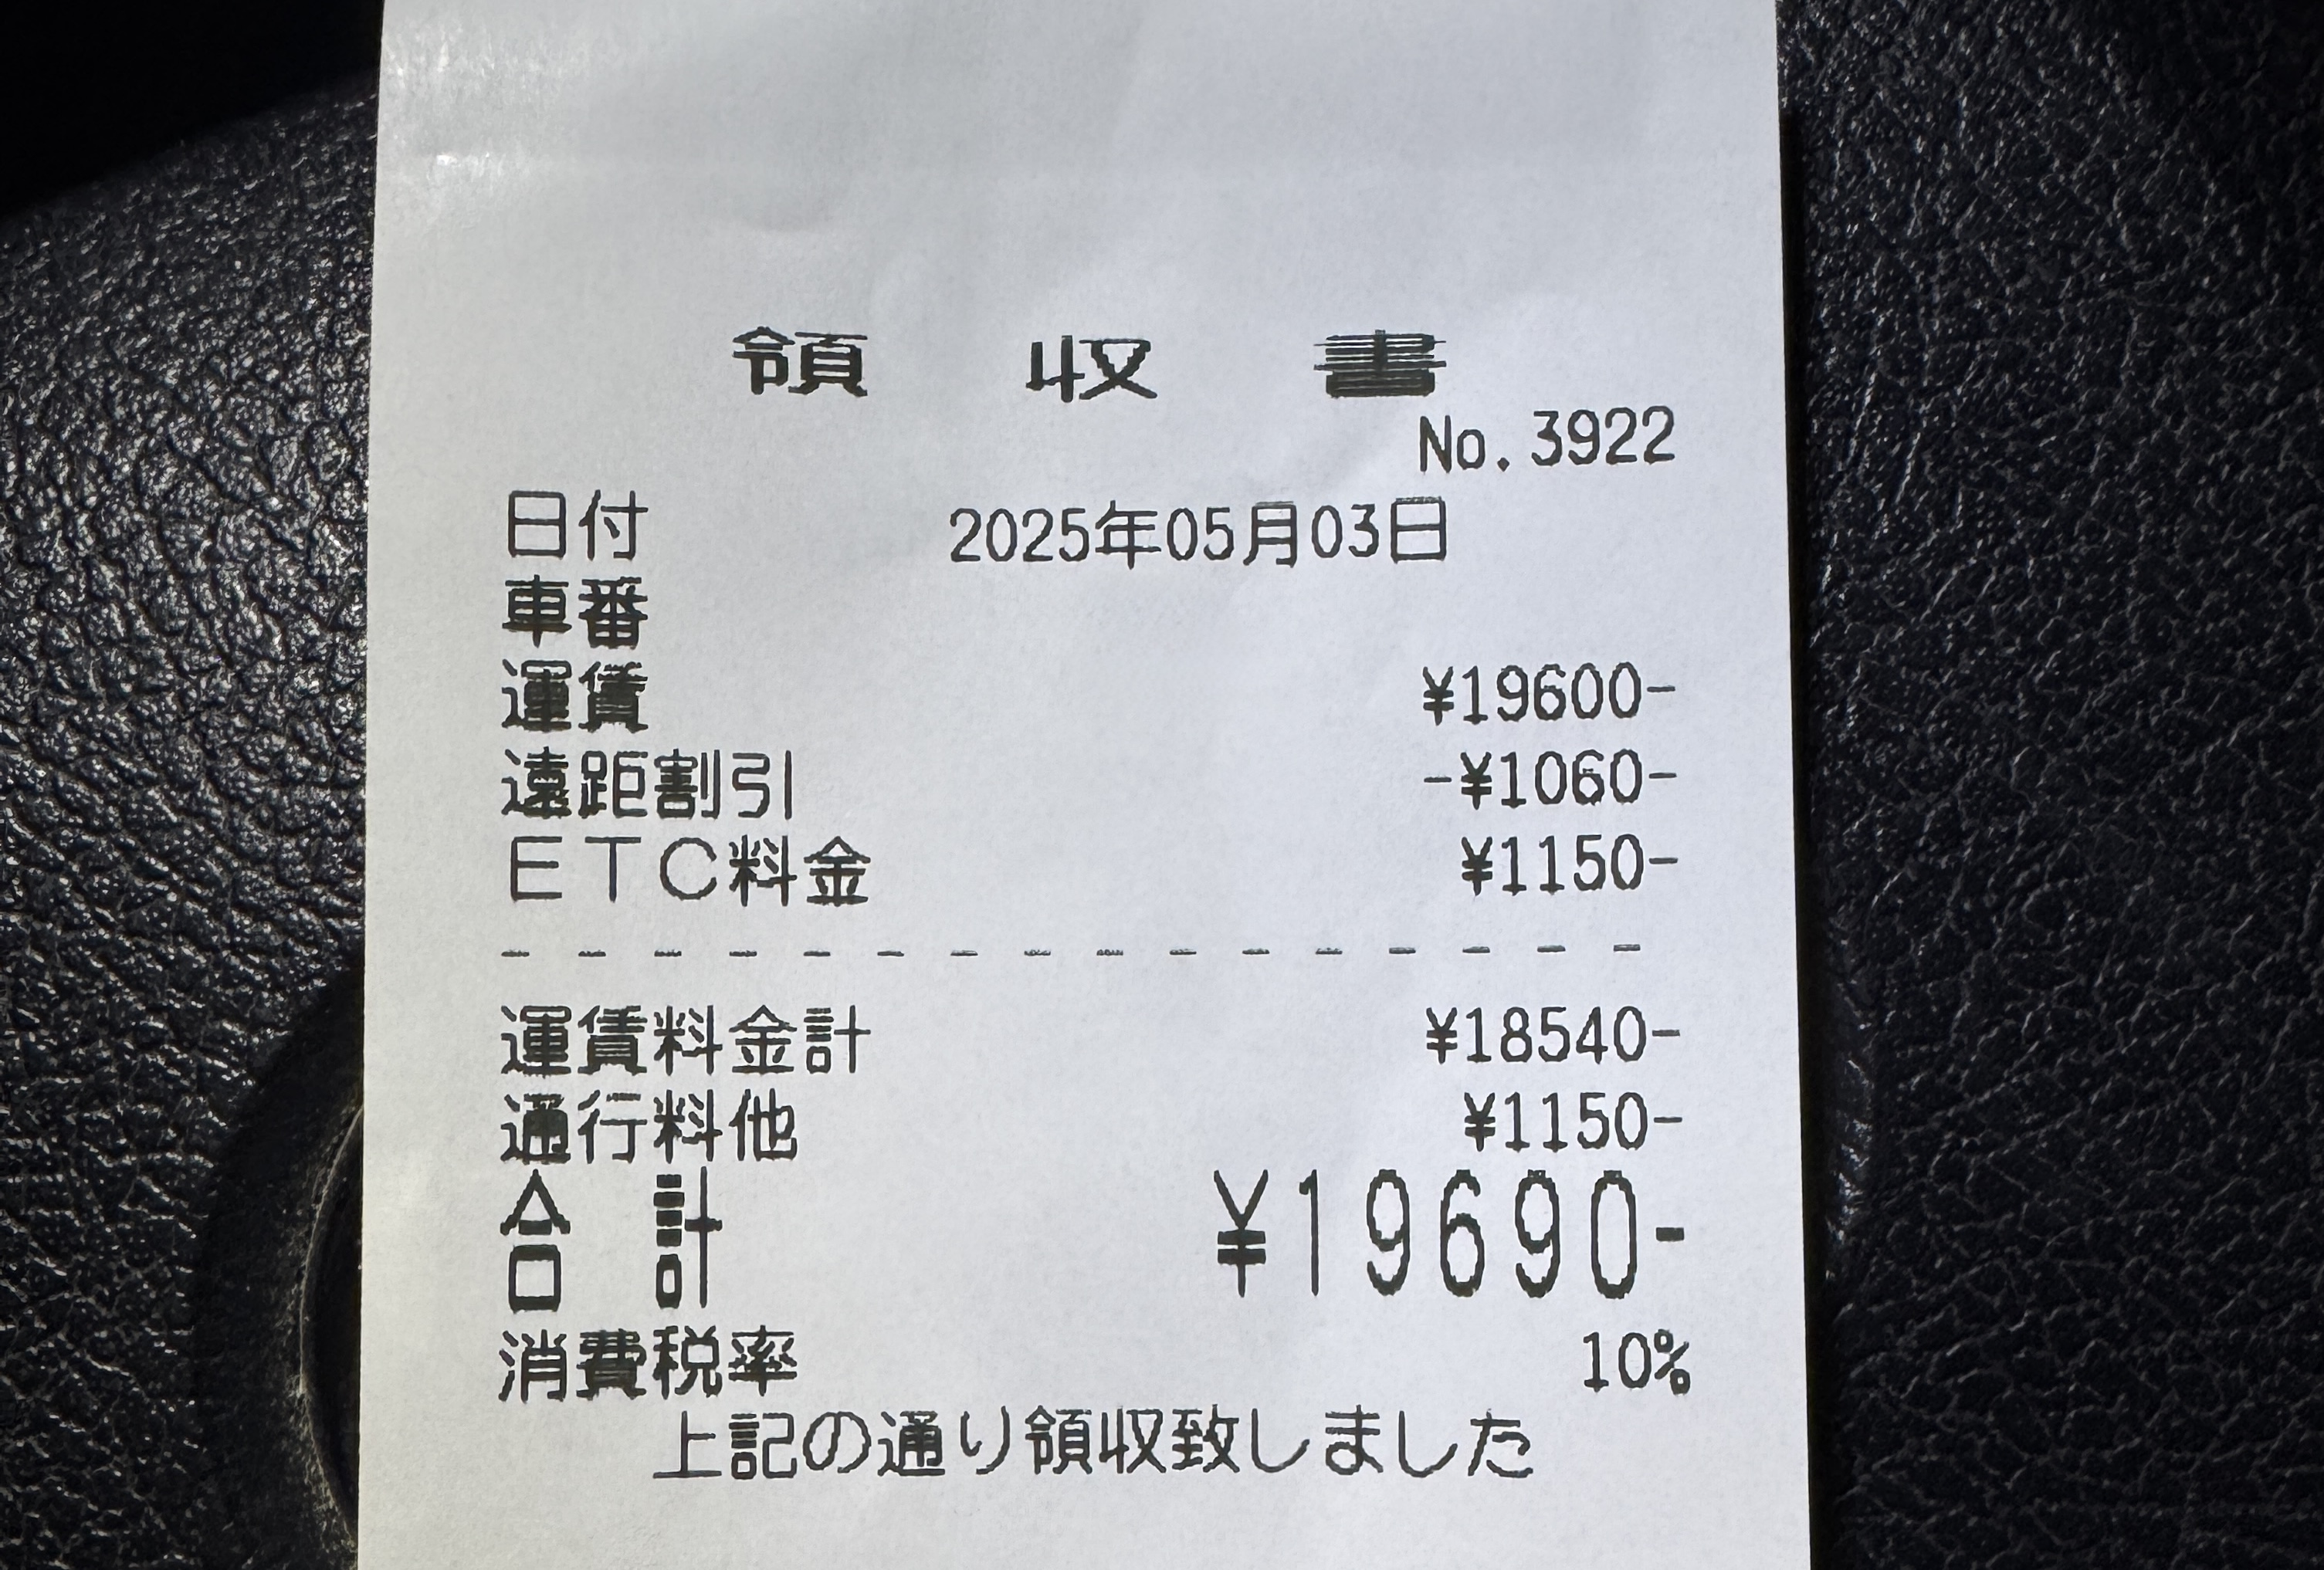 領収書
No.3922
日付 2025年05月03日
車番
運賃 ¥19600-
遠距割引 -¥1060-
ETC料金 ¥1150-
- - - - - - - - - - - - - - - -
運賃料金計 ¥18540-
通行料他 ¥1150-
合計 ¥19690-
消費税率 10%
上記の通り領収致しました